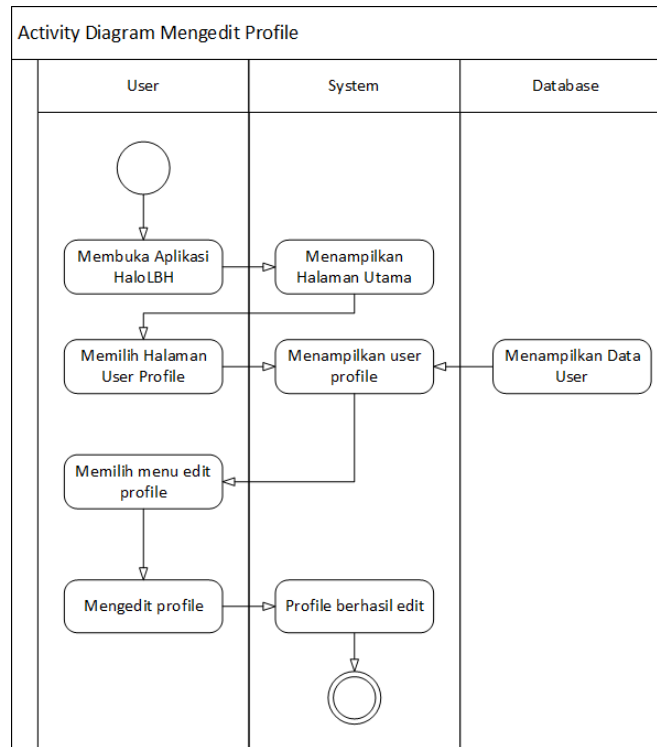 Activity Diagram Mengedit Profile
User
System
Database
Membuka Aplikasi
HaloLBH
Menampilkan
Halaman Utama
Memilih Halaman
User Profile
Menampilkan user
profile
Menampilkan Data
User
Memilih menu edit
profile
Mengedit profile
Profile berhasil edit